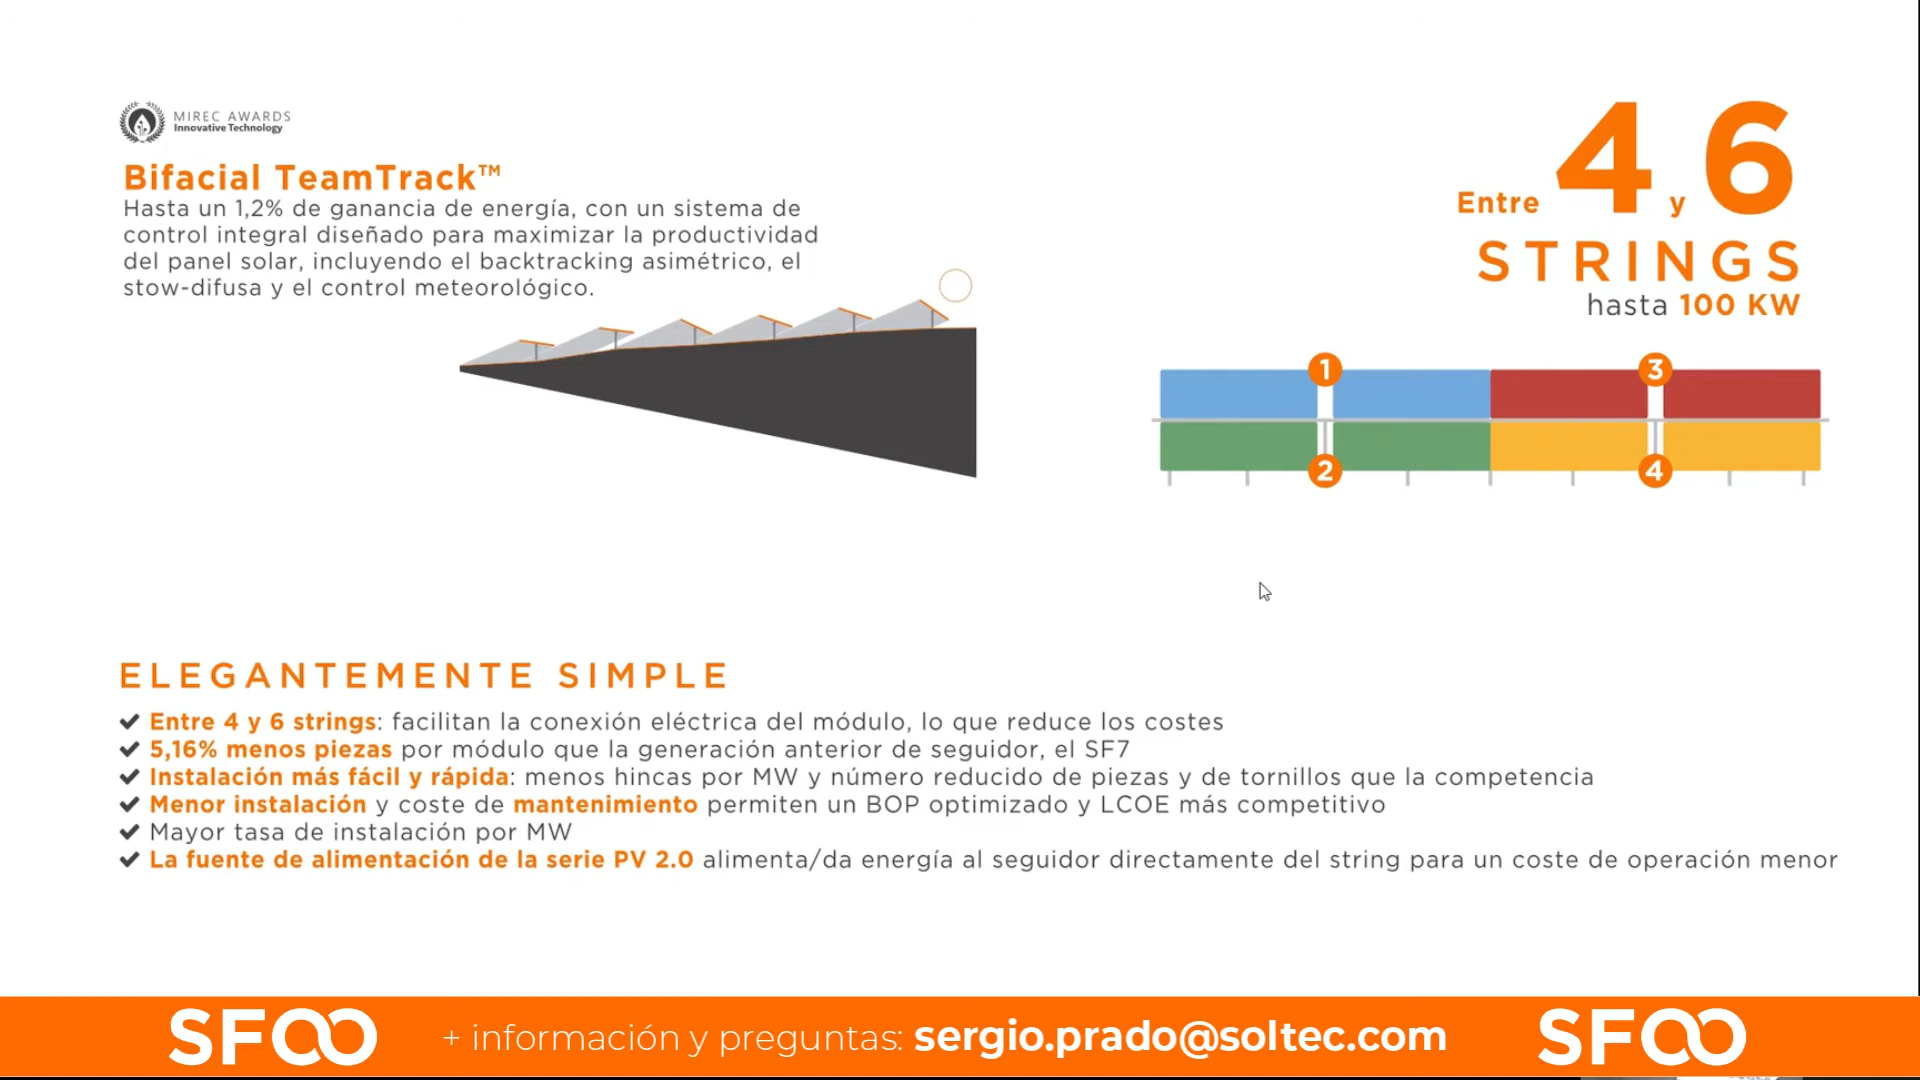 MIREC AWARDS
Innovative Technology
Bifacial TeamTrack™
Hasta un 1,2% de ganancia de energía, con un sistema de
control integral diseñado para maximizar la productividad
del panel solar, incluyendo el backtracking asimétrico, el
stow-difusa y el control meteorológico.
Entre 4 y 6
STRINGS
hasta 100 KW
1 3
2 4
ELEGANTEMENTE SIMPLE
✔ Entre 4 y 6 strings: facilitan la conexión eléctrica del módulo, lo que reduce los costes
✔ 5,16% menos piezas por módulo que la generación anterior de seguidor, el SF7
✔ Instalación más fácil y rápida: menos hincas por MW y número reducido de piezas y de tornillos que la competencia
✔ Menor instalación y coste de mantenimiento permiten un BOP optimizado y LCOE más competitivo
✔ Mayor tasa de instalación por MW
✔ La fuente de alimentación de la serie PV 2.0 alimenta/da energía al seguidor directamente del string para un coste de operación menor
SF8 + información y preguntas: sergio.prado@soltec.com SF8